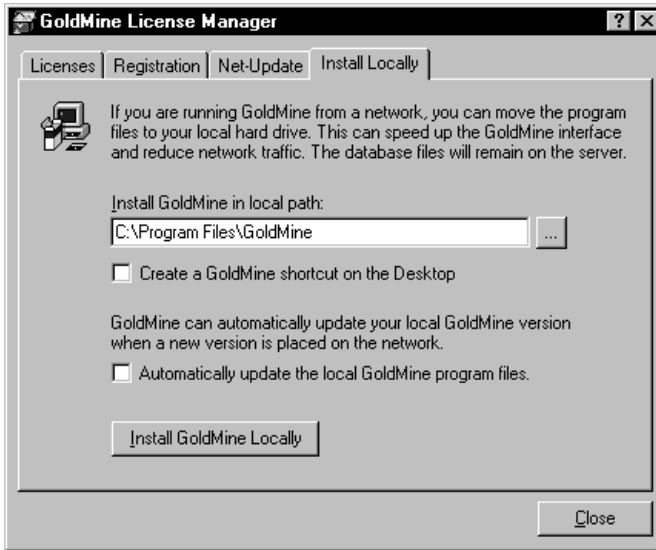 GoldMine License Manager
Licenses
Registration
Net-Update
Install Locally
If you are running GoldMine from a network, you can move the program
files to your local hard drive. This can speed up the GoldMine interface
and reduce network traffic. The database files will remain on the server.
Install GoldMine in local path:
C:\Program Files\GoldMine
...
Create a GoldMine shortcut on the Desktop
GoldMine can automatically update your local GoldMine version
when a new version is placed on the network.
Automatically update the local GoldMine program files.
Install GoldMine Locally
Close